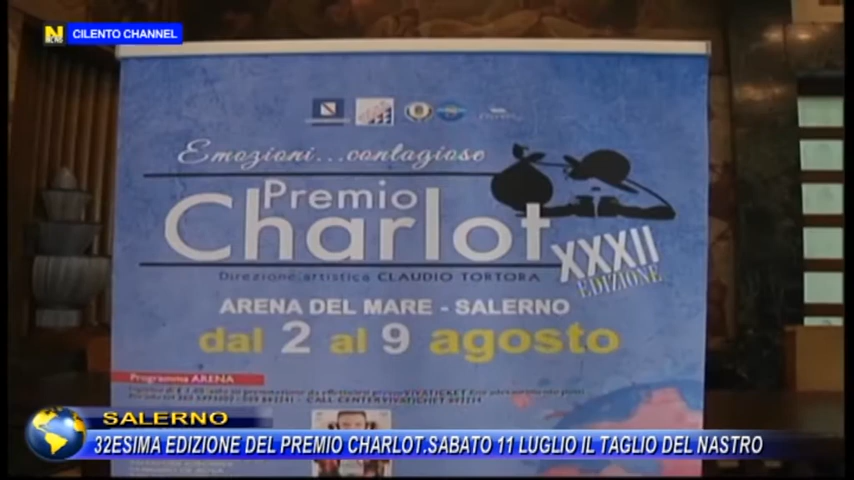 CILENTO CHANNEL
Emozioni...contagiose
Premio
Charlot
XXXII
EDIZIONE
Direzione artistica CLAUDIO TORTORA
ARENA DEL MARE - SALERNO
dal 2 al 9 agosto
Programma ARENA
SALERNO
32ESIMA EDIZIONE DEL PREMIO CHARLOT.SABATO 11 LUGLIO IL TAGLIO DEL NASTRO